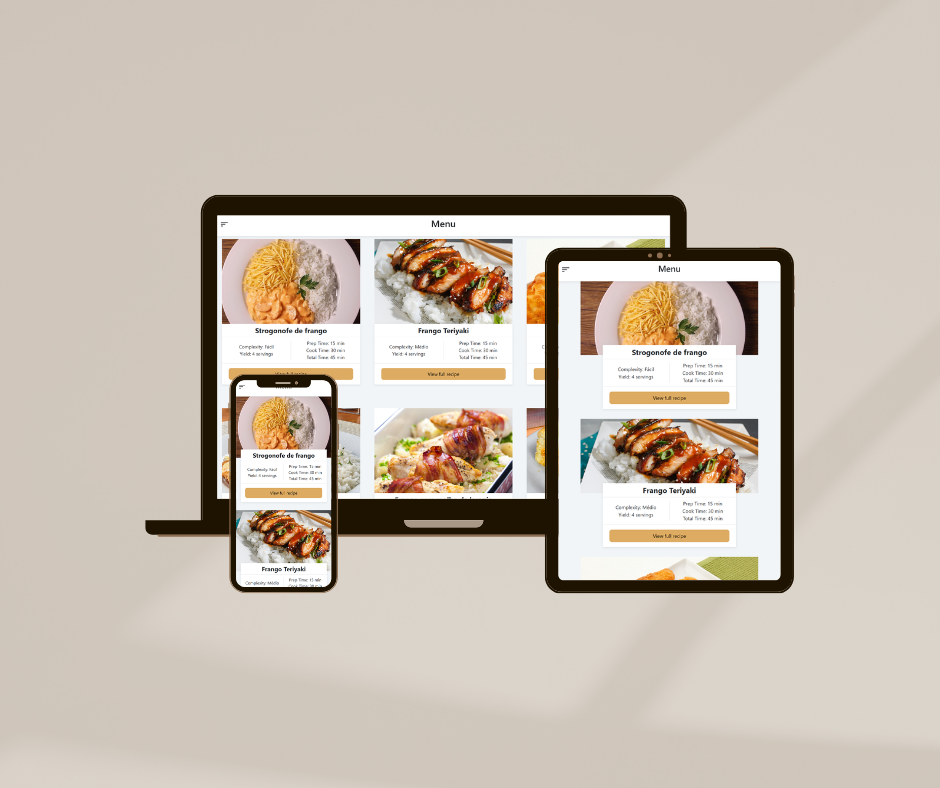 Menu
Strogonofe de frango
Complexity: Fácil
Yield: 4 servings
Prep Time: 15 min
Cook Time: 30 min
Total Time: 45 min
View full recipe
Frango Teriyaki
Complexity: Médio
Yield: 4 servings
Prep Time: 15 min
Cook Time: 30 min
Total Time: 45 min
View full recipe
Menu
Strogonofe de frango
Complexity: Fácil
Yield: 4 servings
Prep Time: 15 min
Cook Time: 30 min
Total Time: 45 min
View full recipe
Frango Teriyaki
Complexity: Médio
Yield: 4 servings
Prep Time: 15 min
Cook Time: 30 min
Total Time: 45 min
View full recipe
Strogonofe de frango
Complexity: Fácil
Yield: 4 servings
Prep Time: 15 min
Cook Time: 30 min
Total Time: 45 min
View full recipe
Frango Teriyaki
Complexity: Médio
Prep Time: 15 min
Cook Time: 30 min